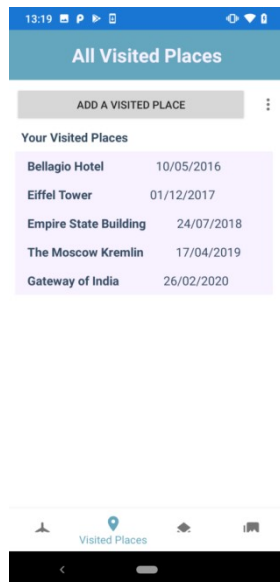 13:19
All Visited Places
ADD A VISITED PLACE
Your Visited Places
Bellagio Hotel 10/05/2016
Eiffel Tower 01/12/2017
Empire State Building 24/07/2018
The Moscow Kremlin 17/04/2019
Gateway of India 26/02/2020
Visited Places